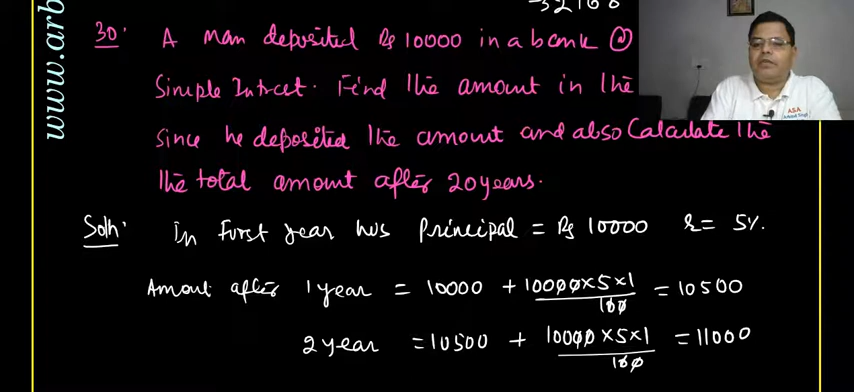 30. A man deposited Rs 10000 in a bank @
Simple Intrest. Find the amount in the
since he deposited the amount and also Calculate the
the total amount after 20 years.
Soln. In First year his Principal = Rs 10000 r = 5%.
Amount after 1 year = 10000 + 10000×5×1/100 = 10500
2 year = 10500 + 10000×5×1/100 = 11000
www.arb
ASA